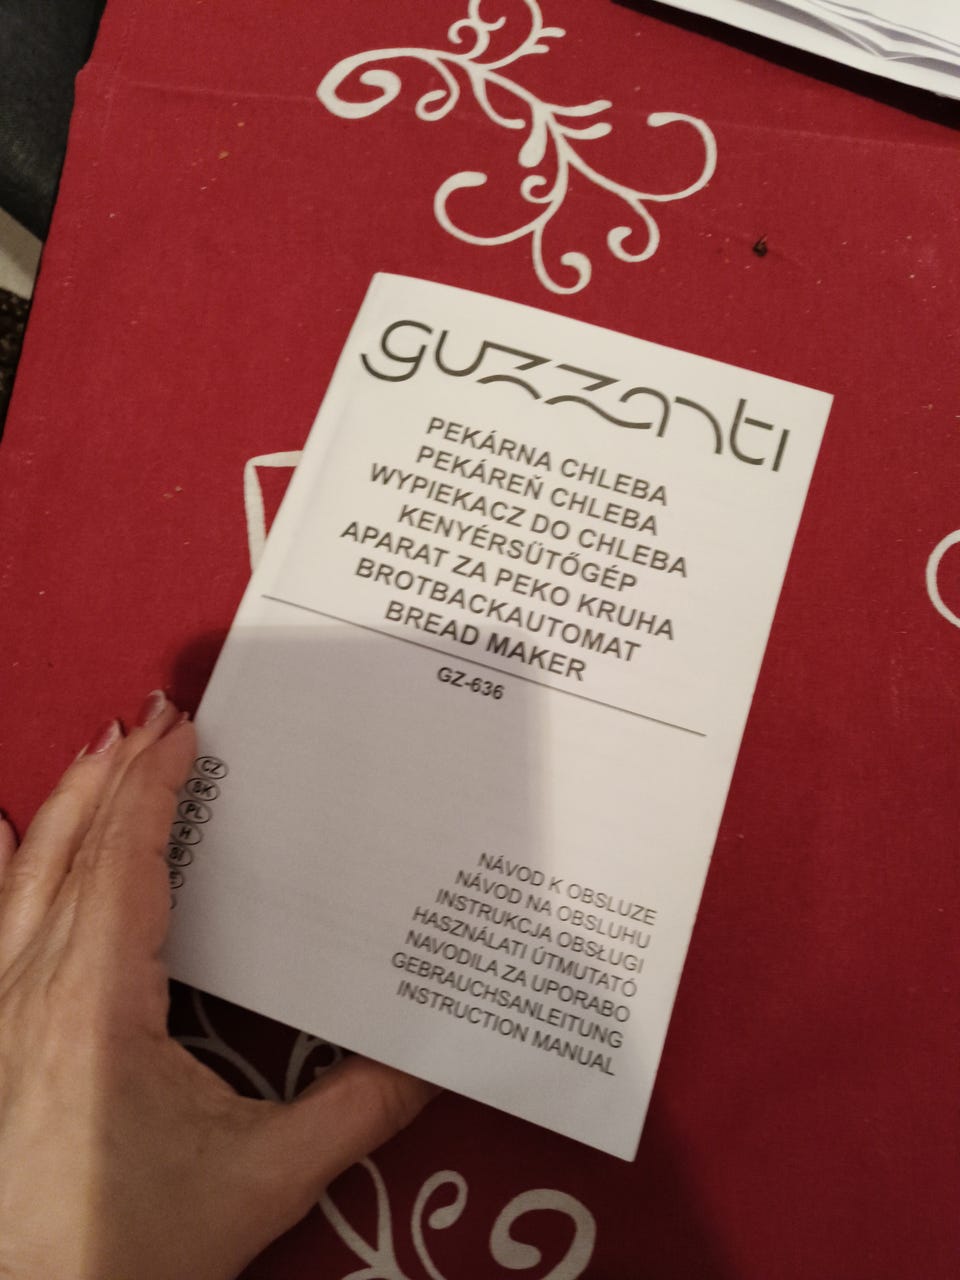 guzzanti
PEKÁRNA CHLEBA
PEKÁREŇ CHLEBA
WYPIEKACZ DO CHLEBA
KENYÉRSÜTŐGÉP
APARAT ZA PEKO KRUHA
BROTBACKAUTOMAT
BREAD MAKER
GZ-636
CZ
SK
PL
H
SI
NÁVOD K OBSLUZE
NÁVOD NA OBSLUHU
INSTRUKCJA OBSŁUGI
HASZNÁLATI ÚTMUTATÓ
NAVODILA ZA UPORABO
GEBRAUCHSANLEITUNG
INSTRUCTION MANUAL